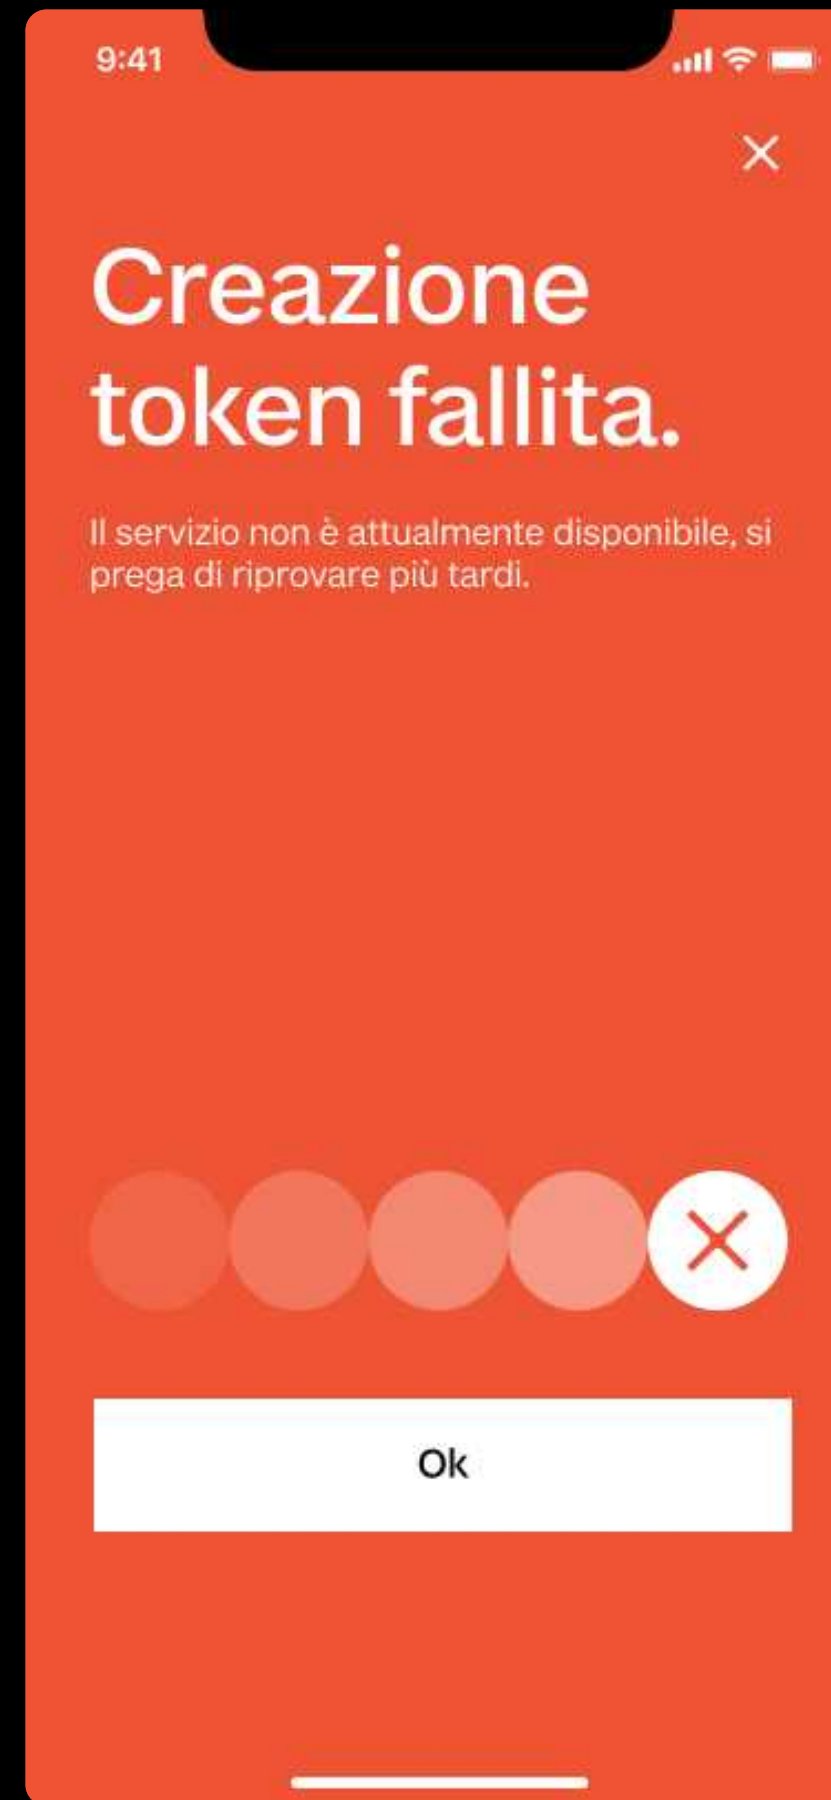 9:41
Creazione
token fallita.
Il servizio non è attualmente disponibile, si
prega di riprovare più tardi.
Ok